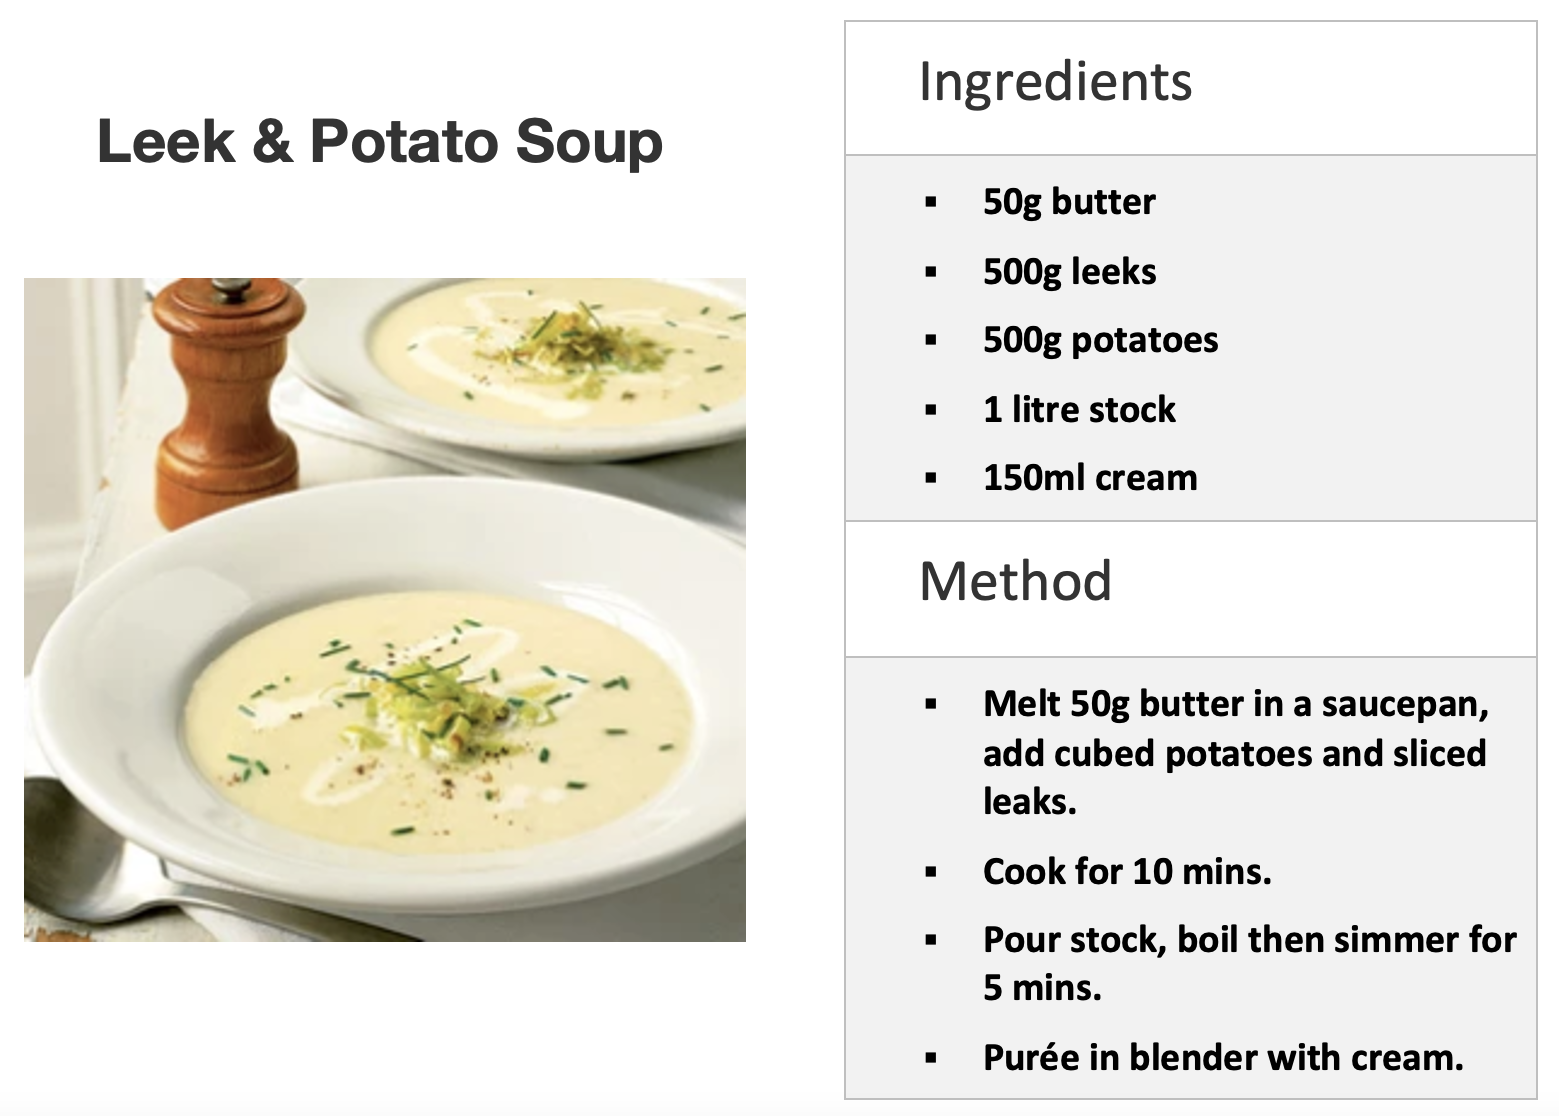 Leek & Potato Soup
Ingredients
▪ 50g butter
▪ 500g leeks
▪ 500g potatoes
▪ 1 litre stock
▪ 150ml cream
Method
▪ Melt 50g butter in a saucepan,
add cubed potatoes and sliced
leaks.
▪ Cook for 10 mins.
▪ Pour stock, boil then simmer for
5 mins.
▪ Purée in blender with cream.